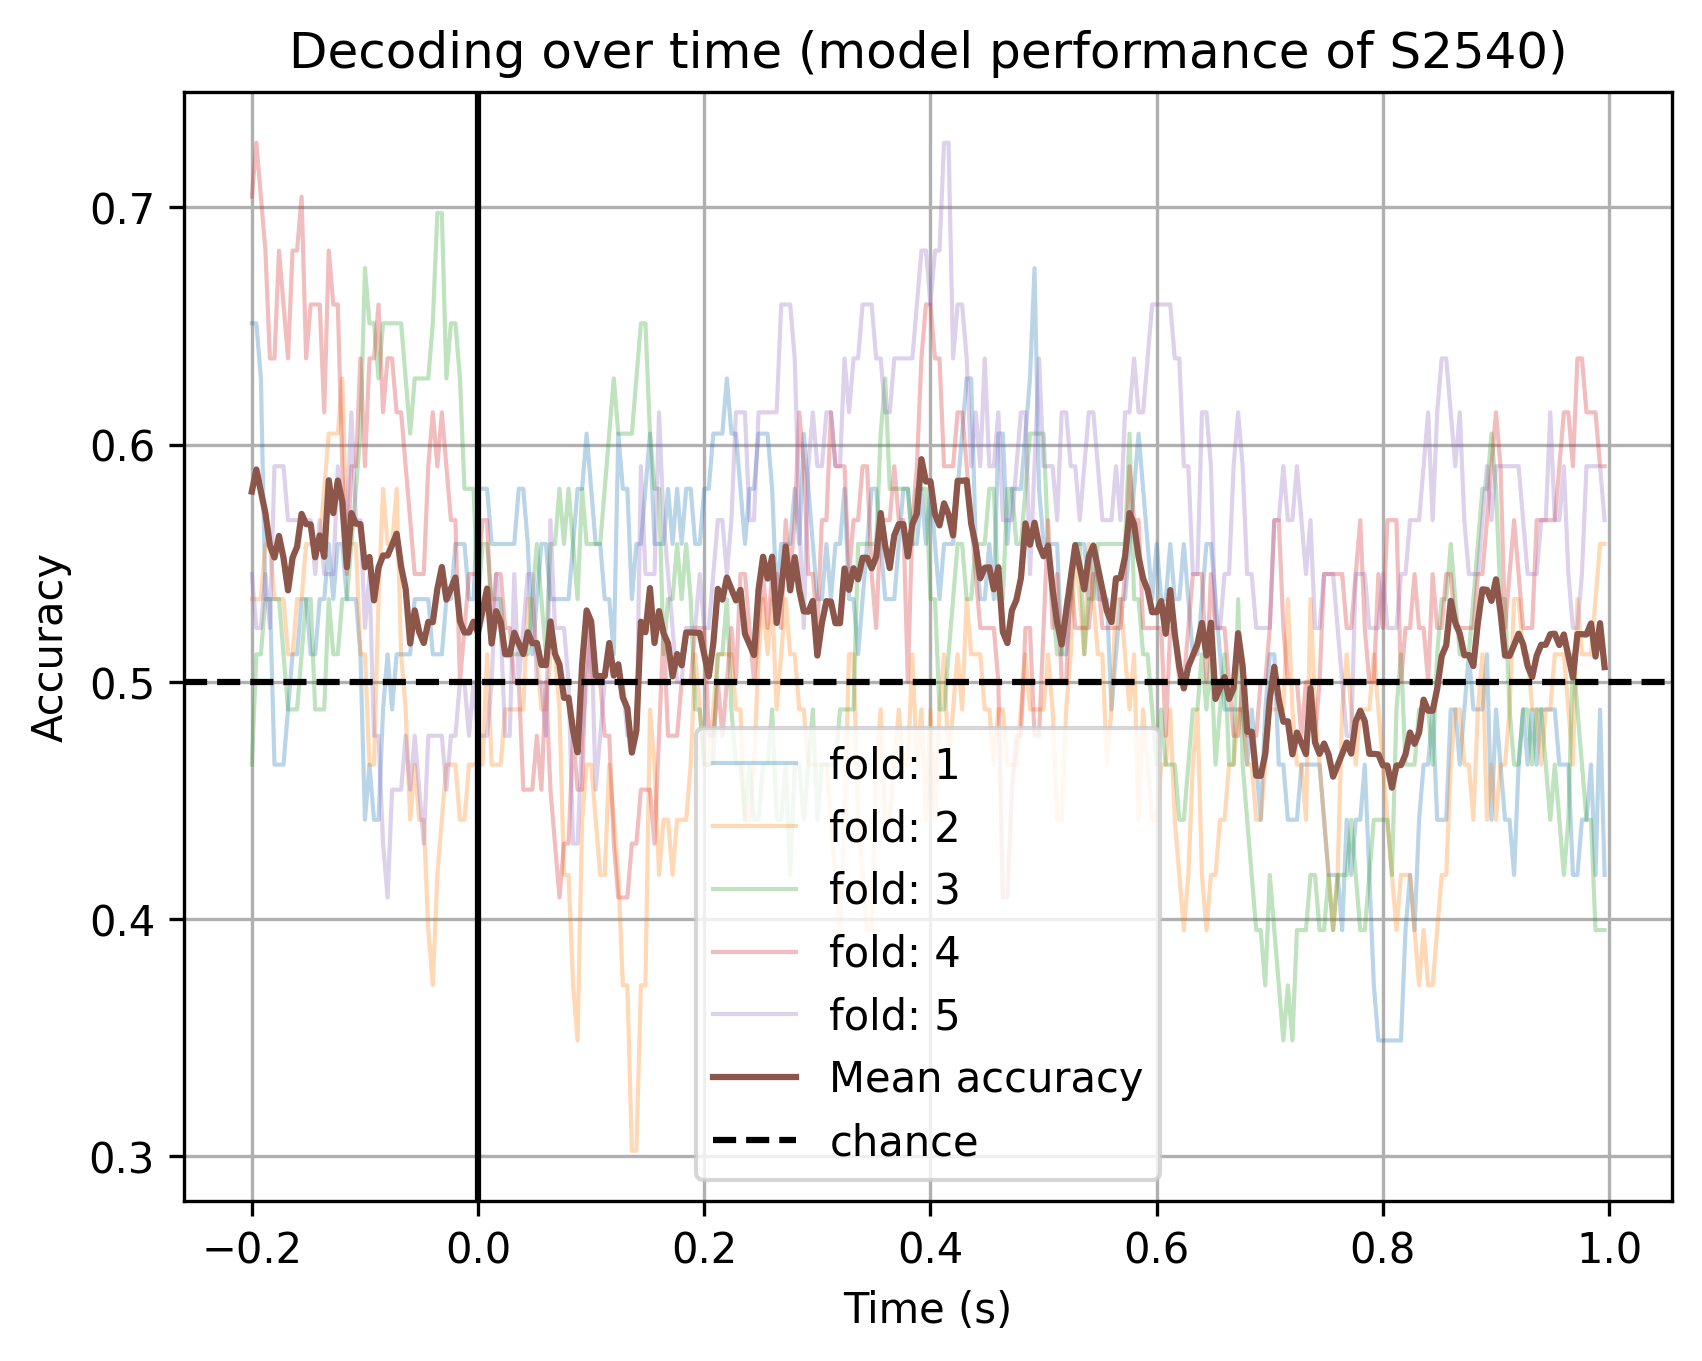 Decoding over time (model performance of S2540)
Accuracy
0.7
0.6
0.5
0.4
0.3
fold: 1
fold: 2
fold: 3
fold: 4
fold: 5
Mean accuracy
chance
−0.2 0.0 0.2 0.4 0.6 0.8 1.0
Time (s)